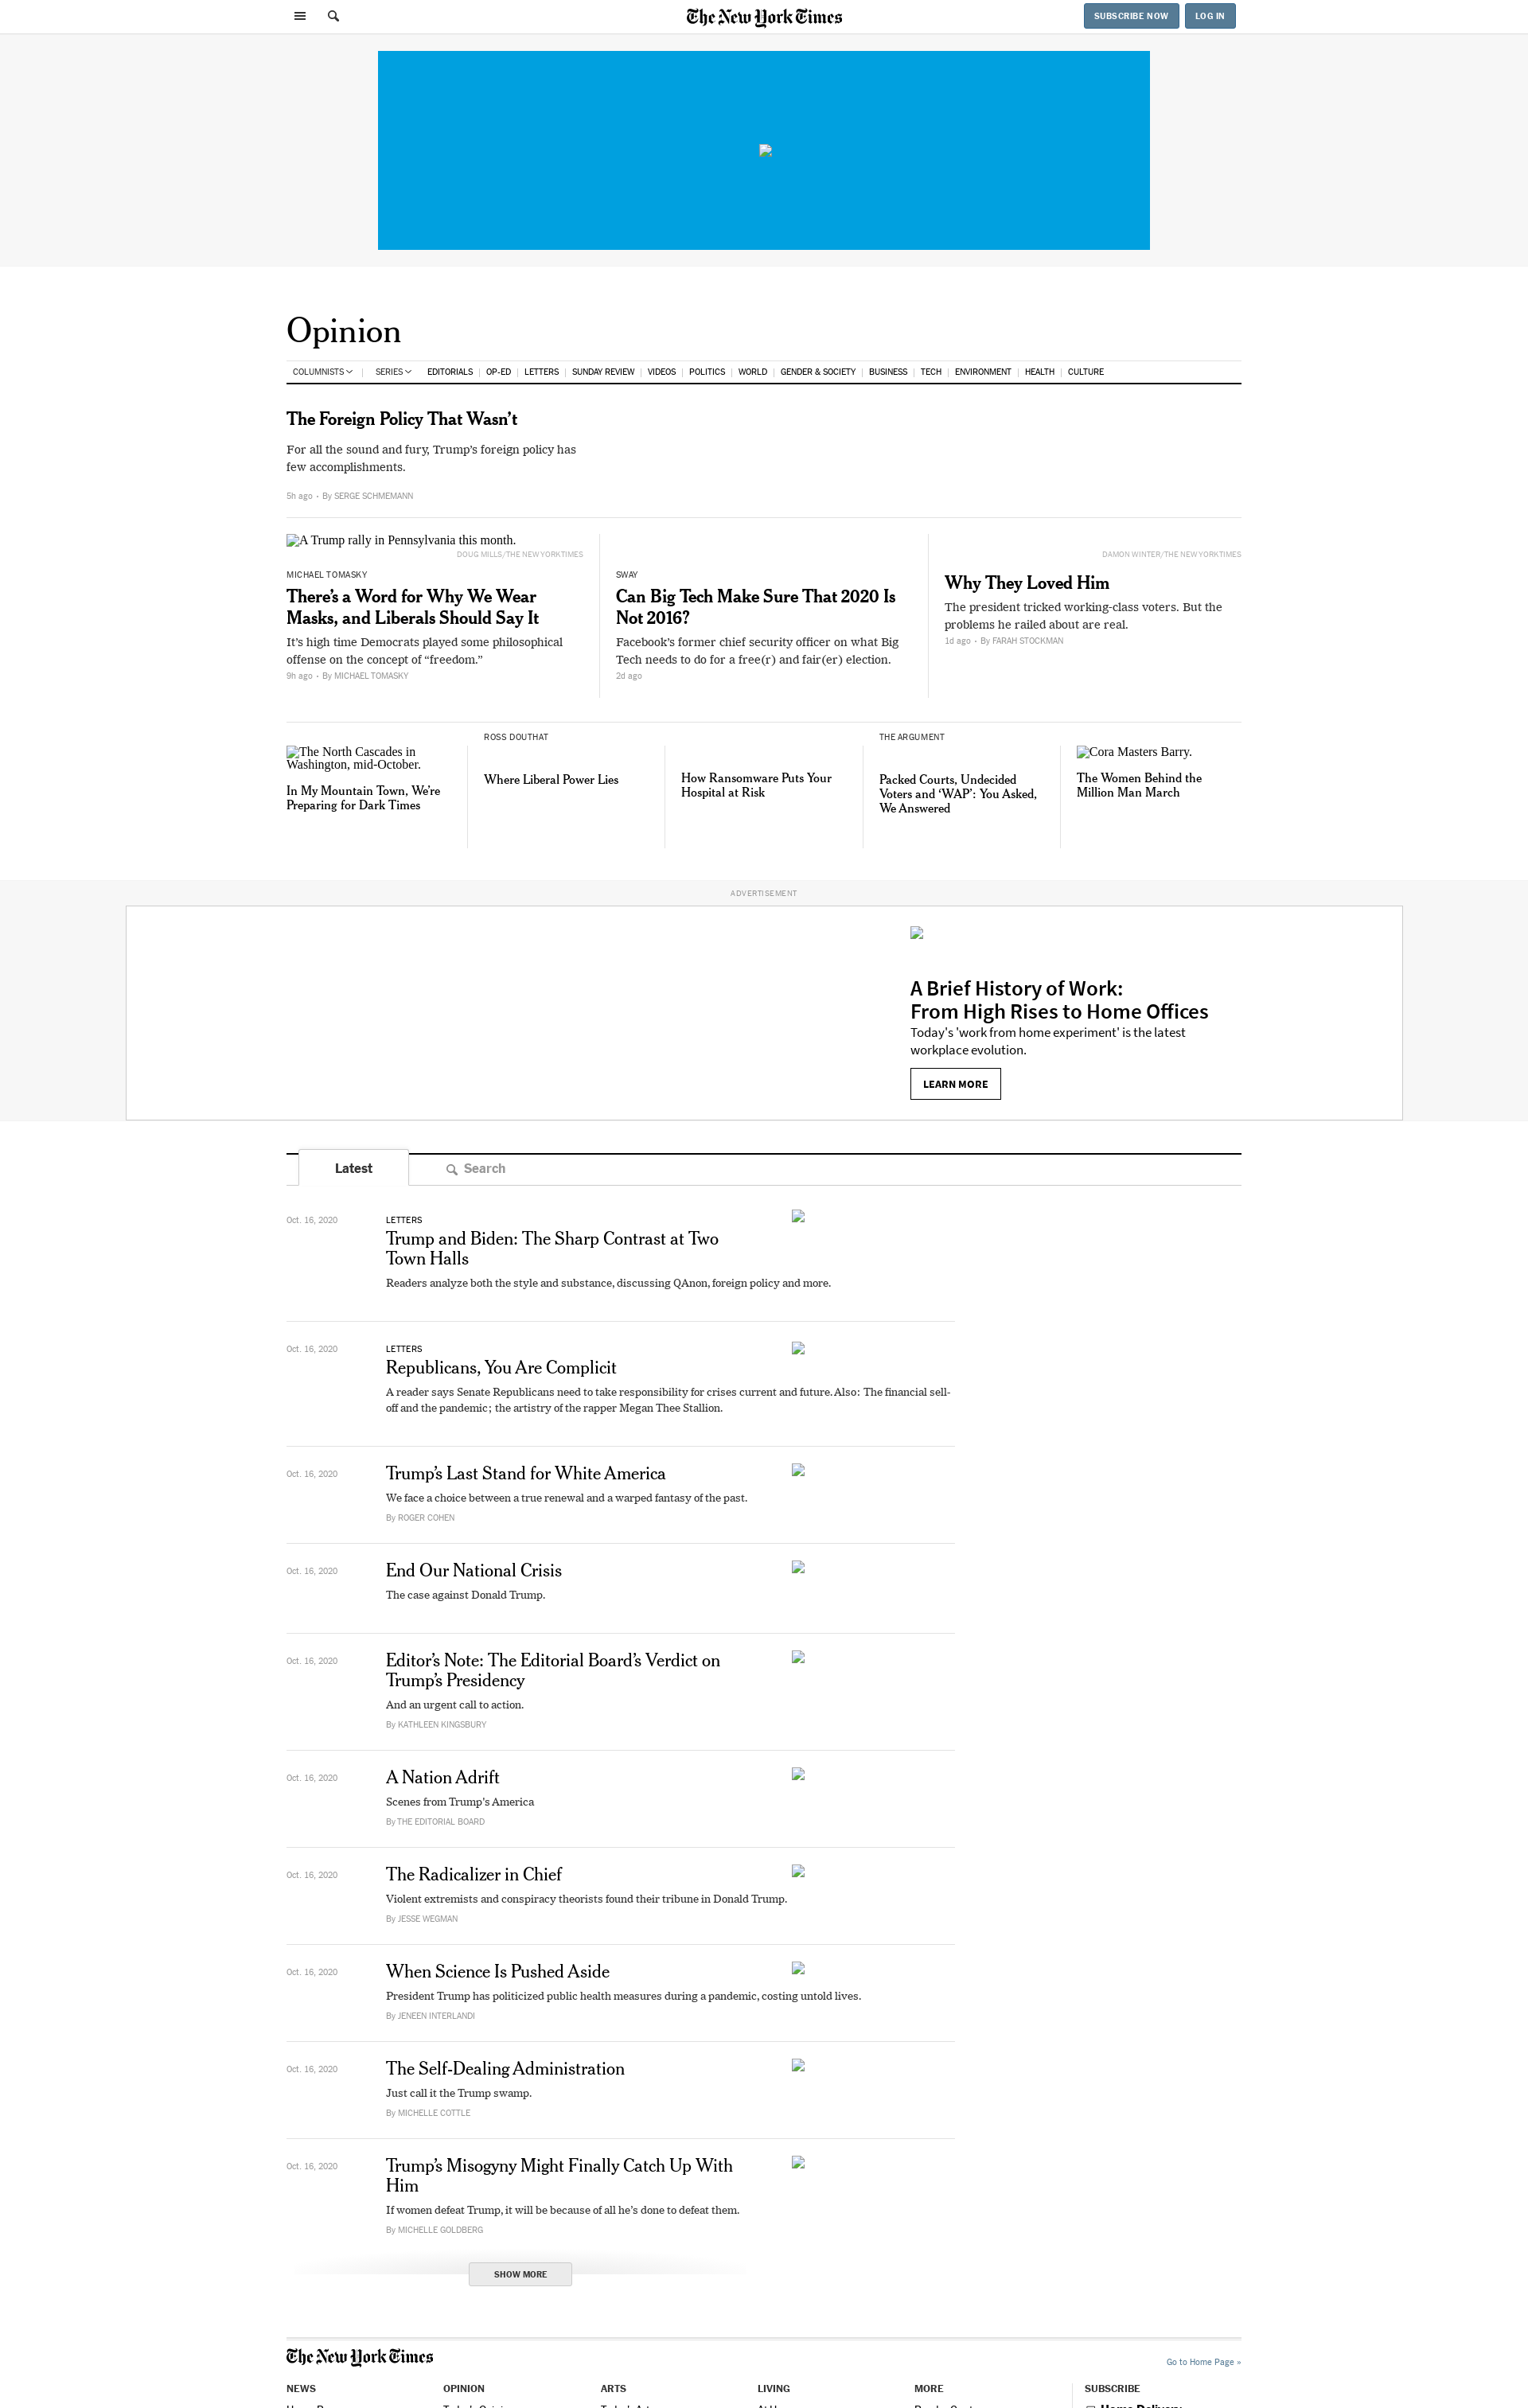 The New York Times
SUBSCRIBE NOW
LOG IN
Opinion
COLUMNISTS
SERIES
EDITORIALS
OP-ED
LETTERS
SUNDAY REVIEW
VIDEOS
POLITICS
WORLD
GENDER & SOCIETY
BUSINESS
TECH
ENVIRONMENT
HEALTH
CULTURE
The Foreign Policy That Wasn’t
For all the sound and fury, Trump’s foreign policy has
few accomplishments.
5h ago • By SERGE SCHMEMANN
A Trump rally in Pennsylvania this month.
DOUG MILLS/THE NEW YORK TIMES
MICHAEL TOMASKY
There’s a Word for Why We Wear
Masks, and Liberals Should Say It
It’s high time Democrats played some philosophical
offense on the concept of “freedom.”
9h ago • By MICHAEL TOMASKY
SWAY
Can Big Tech Make Sure That 2020 Is
Not 2016?
Facebook’s former chief security officer on what Big
Tech needs to do for a free(r) and fair(er) election.
2d ago
DAMON WINTER/THE NEW YORK TIMES
Why They Loved Him
The president tricked working-class voters. But the
problems he railed about are real.
1d ago • By FARAH STOCKMAN
The North Cascades in
Washington, mid-October.
In My Mountain Town, We’re
Preparing for Dark Times
ROSS DOUTHAT
Where Liberal Power Lies
How Ransomware Puts Your
Hospital at Risk
THE ARGUMENT
Packed Courts, Undecided
Voters and ‘WAP’: You Asked,
We Answered
Cora Masters Barry.
The Women Behind the
Million Man March
ADVERTISEMENT
A Brief History of Work:
From High Rises to Home Offices
Today's 'work from home experiment' is the latest
workplace evolution.
LEARN MORE
Latest
Search
Oct. 16, 2020
LETTERS
Trump and Biden: The Sharp Contrast at Two
Town Halls
Readers analyze both the style and substance, discussing QAnon, foreign policy and more.
Oct. 16, 2020
LETTERS
Republicans, You Are Complicit
A reader says Senate Republicans need to take responsibility for crises current and future. Also: The financial sell-
off and the pandemic; the artistry of the rapper Megan Thee Stallion.
Oct. 16, 2020
Trump’s Last Stand for White America
We face a choice between a true renewal and a warped fantasy of the past.
By ROGER COHEN
Oct. 16, 2020
End Our National Crisis
The case against Donald Trump.
Oct. 16, 2020
Editor’s Note: The Editorial Board’s Verdict on
Trump’s Presidency
And an urgent call to action.
By KATHLEEN KINGSBURY
Oct. 16, 2020
A Nation Adrift
Scenes from Trump’s America
By THE EDITORIAL BOARD
Oct. 16, 2020
The Radicalizer in Chief
Violent extremists and conspiracy theorists found their tribune in Donald Trump.
By JESSE WEGMAN
Oct. 16, 2020
When Science Is Pushed Aside
President Trump has politicized public health measures during a pandemic, costing untold lives.
By JENEEN INTERLANDI
Oct. 16, 2020
The Self-Dealing Administration
Just call it the Trump swamp.
By MICHELLE COTTLE
Oct. 16, 2020
Trump’s Misogyny Might Finally Catch Up With
Him
If women defeat Trump, it will be because of all he’s done to defeat them.
By MICHELLE GOLDBERG
SHOW MORE
The New York Times
Go to Home Page »
NEWS
OPINION
ARTS
LIVING
MORE
SUBSCRIBE